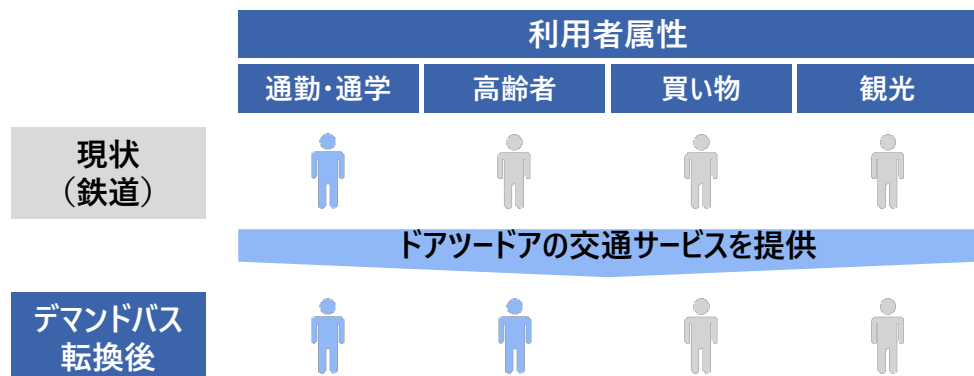 利用者属性
通勤・通学
高齢者
買い物
観光
現状
（鉄道）
ドアツードアの交通サービスを提供
デマンドバス
転換後